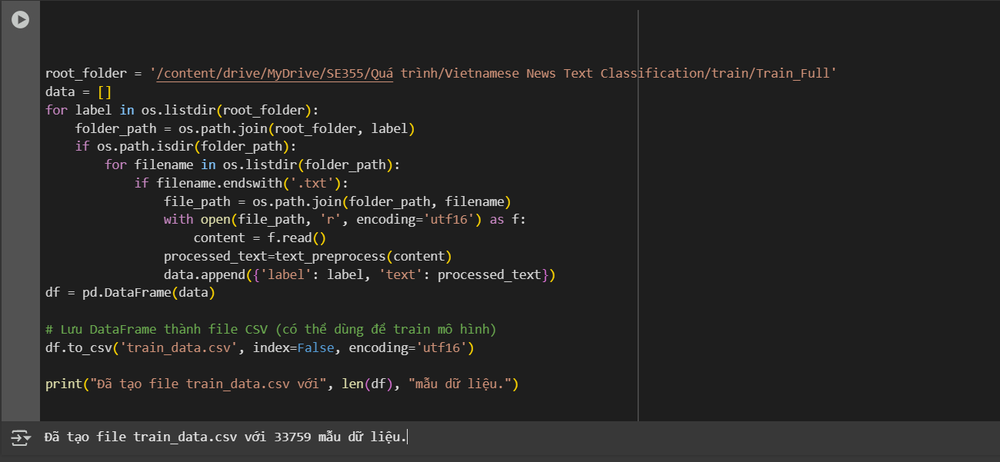 root_folder = '/content/drive/MyDrive/SE355/Quá trình/Vietnamese News Text Classification/train/Train_Full'
data = []
for label in os.listdir(root_folder):
    folder_path = os.path.join(root_folder, label)
    if os.path.isdir(folder_path):
        for filename in os.listdir(folder_path):
            if filename.endswith('.txt'):
                file_path = os.path.join(folder_path, filename)
                with open(file_path, 'r', encoding='utf16') as f:
                    content = f.read()
                processed_text=text_preprocess(content)
                data.append({'label': label, 'text': processed_text})
df = pd.DataFrame(data)

# Lưu DataFrame thành file CSV (có thể dùng để train mô hình)
df.to_csv('train_data.csv', index=False, encoding='utf16')

print("Đã tạo file train_data.csv với", len(df), "mẫu dữ liệu.")
Đã tạo file train_data.csv với 33759 mẫu dữ liệu.